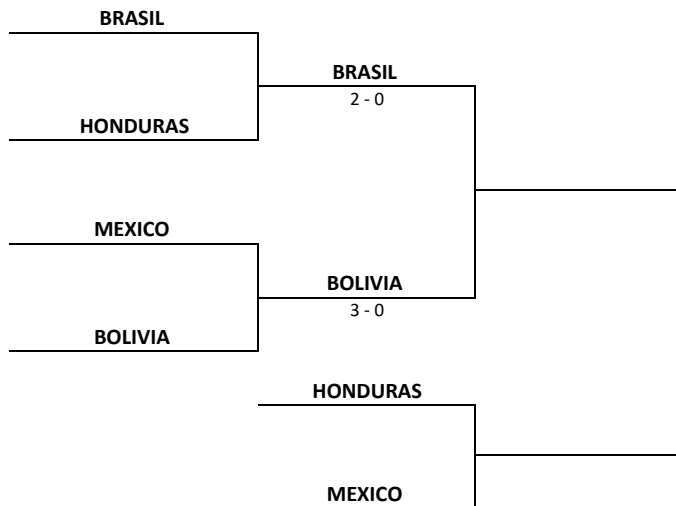 BRASIL
BRASIL
2 - 0
HONDURAS
MEXICO
BOLIVIA
3 - 0
BOLIVIA
HONDURAS
MEXICO